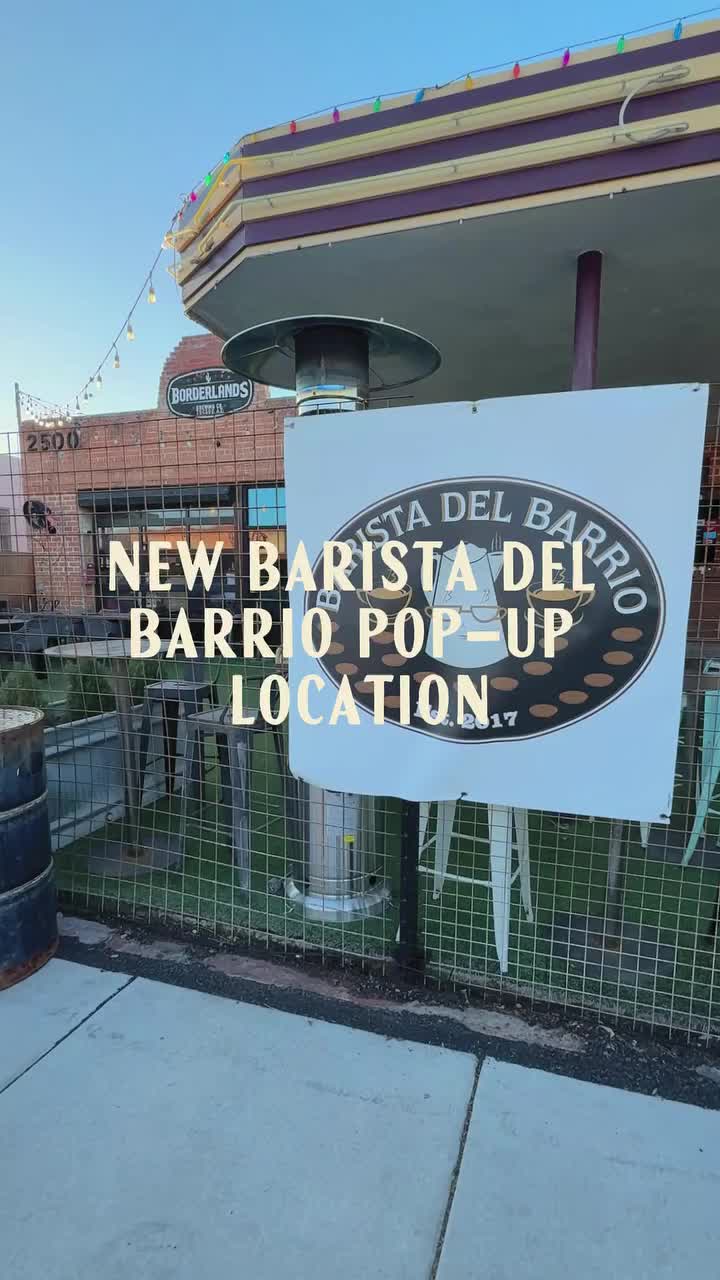 BORDERLANDS
2500
BARISTA DEL BARRIO
NEW BARISTA DEL
BARRIO POP-UP
LOCATION
2017